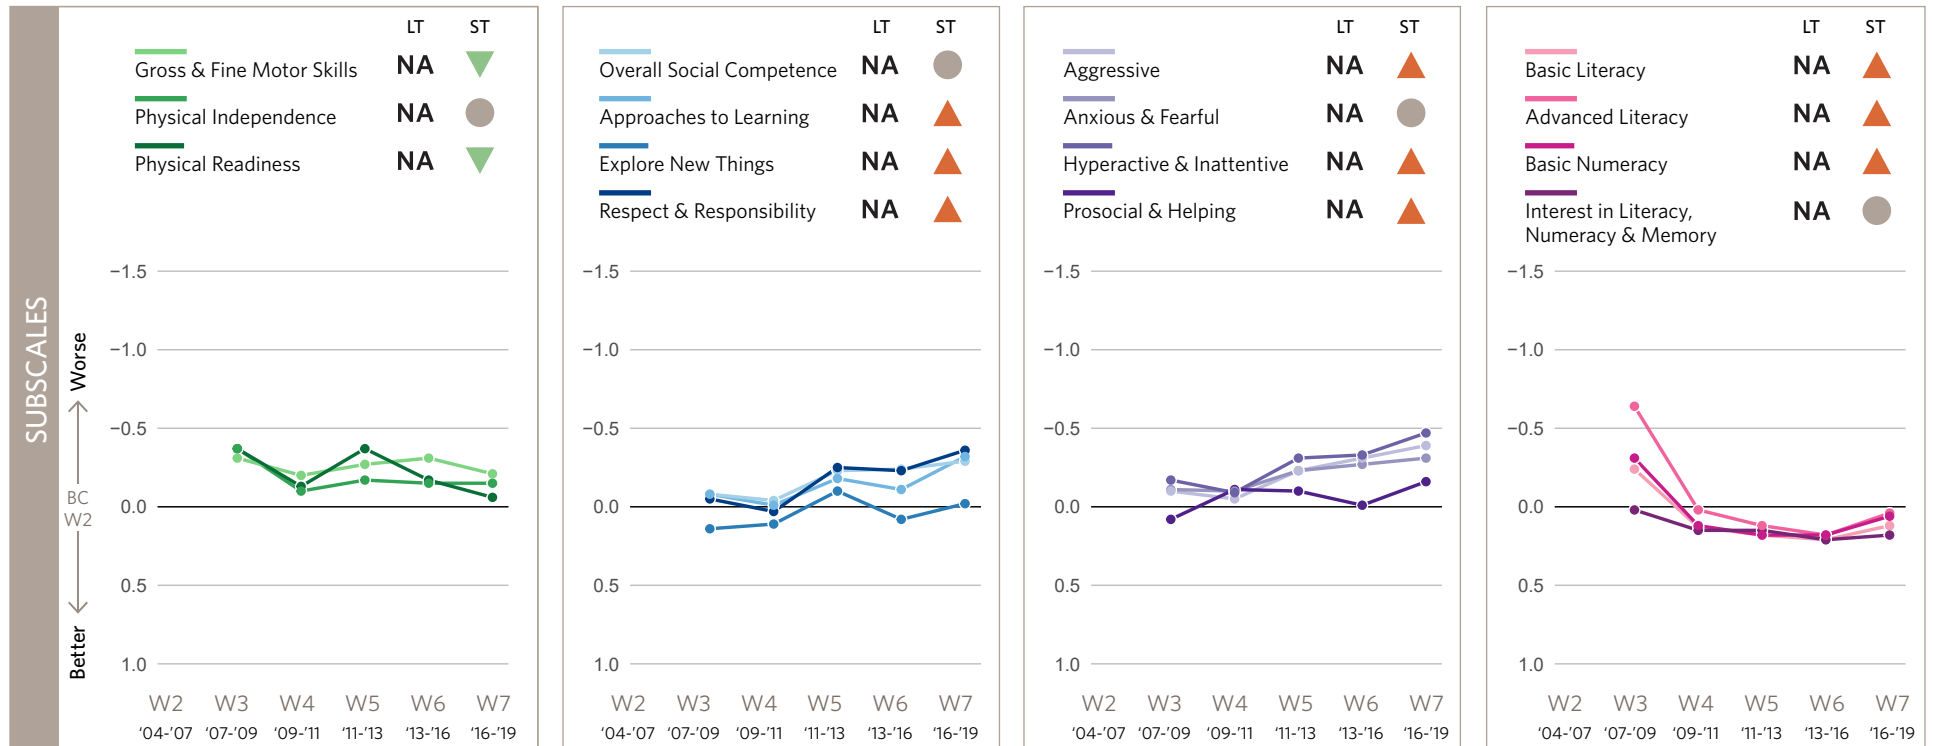 SUBSCALES
Worse
BC
W2
Better
LT ST
Gross & Fine Motor Skills NA
Physical Independence NA
Physical Readiness NA
−1.5
−1.0
−0.5
0.0
0.5
1.0
W2 W3 W4 W5 W6 W7
‘04-’07 ‘07-’09 ‘09-’11 ‘11-’13 ‘13-’16 ‘16-’19
LT ST
Overall Social Competence NA
Approaches to Learning NA
Explore New Things NA
Respect & Responsibility NA
−1.5
−1.0
−0.5
0.0
0.5
1.0
W2 W3 W4 W5 W6 W7
‘04-’07 ‘07-’09 ‘09-’11 ‘11-’13 ‘13-’16 ‘16-’19
LT ST
Aggressive NA
Anxious & Fearful NA
Hyperactive & Inattentive NA
Prosocial & Helping NA
−1.5
−1.0
−0.5
0.0
0.5
1.0
W2 W3 W4 W5 W6 W7
‘04-’07 ‘07-’09 ‘09-’11 ‘11-’13 ‘13-’16 ‘16-’19
LT ST
Basic Literacy NA
Advanced Literacy NA
Basic Numeracy NA
Interest in Literacy, NA
Numeracy & Memory
−1.5
−1.0
−0.5
0.0
0.5
1.0
W2 W3 W4 W5 W6 W7
‘04-’07 ‘07-’09 ‘09-’11 ‘11-’13 ‘13-’16 ‘16-’19